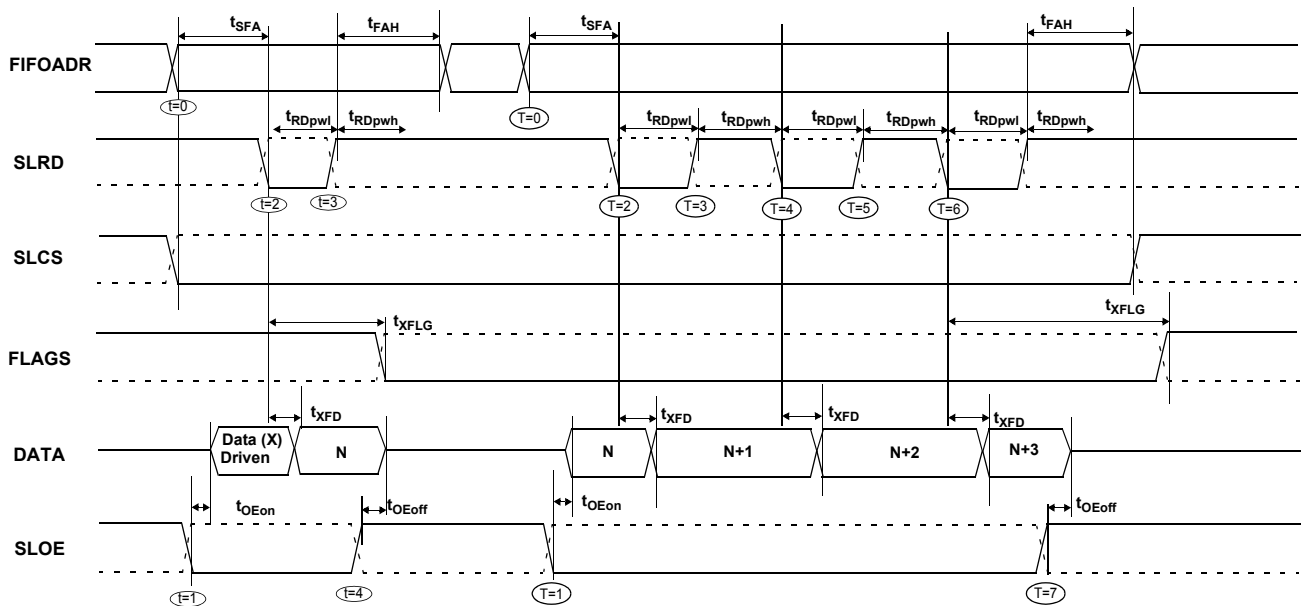 tSFA tFAH tSFA tFAH
FIFOADR
t=0 T=0
tRDpwl tRDpwh tRDpwl tRDpwh tRDpwl tRDpwh tRDpwl tRDpwh
SLRD
t=2 t=3 T=2 T=3 T=4 T=5 T=6
SLCS
tXFLG tXFLG
FLAGS
tXFD tXFD tXFD tXFD
DATA
Data (X)
Driven
N N N+1 N+2 N+3
tOEon tOEoff tOEon tOEoff
SLOE
t=1 t=4 T=1 T=7